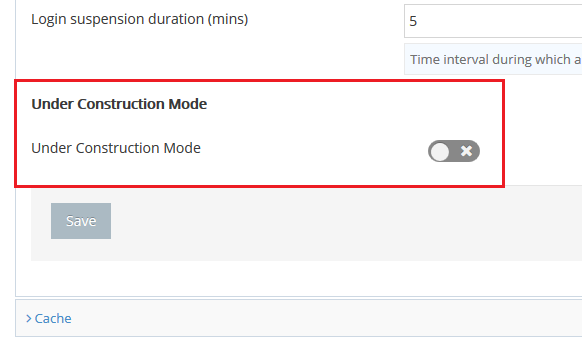 Login suspension duration (mins)
5
Time interval during which a
Under Construction Mode
Under Construction Mode
Save
Cache